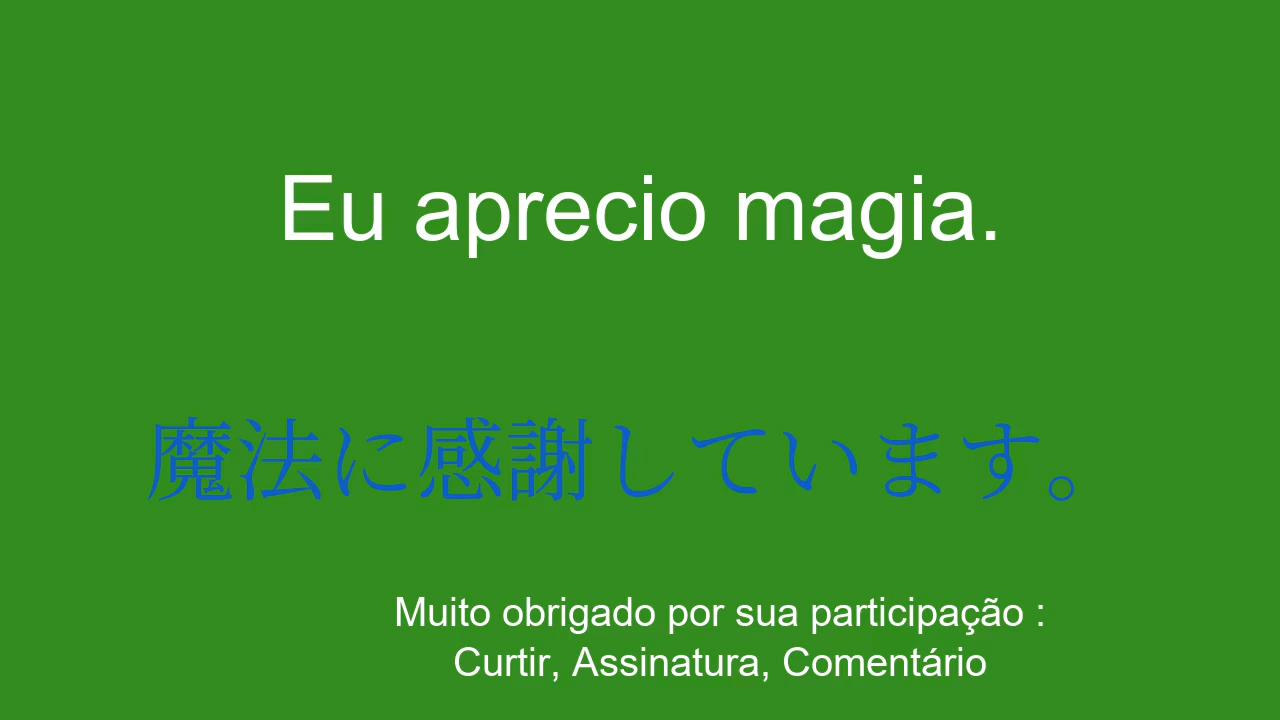 Eu aprecio magia.
魔法に感謝しています。
Muito obrigado por sua participação :
Curtir, Assinatura, Comentário